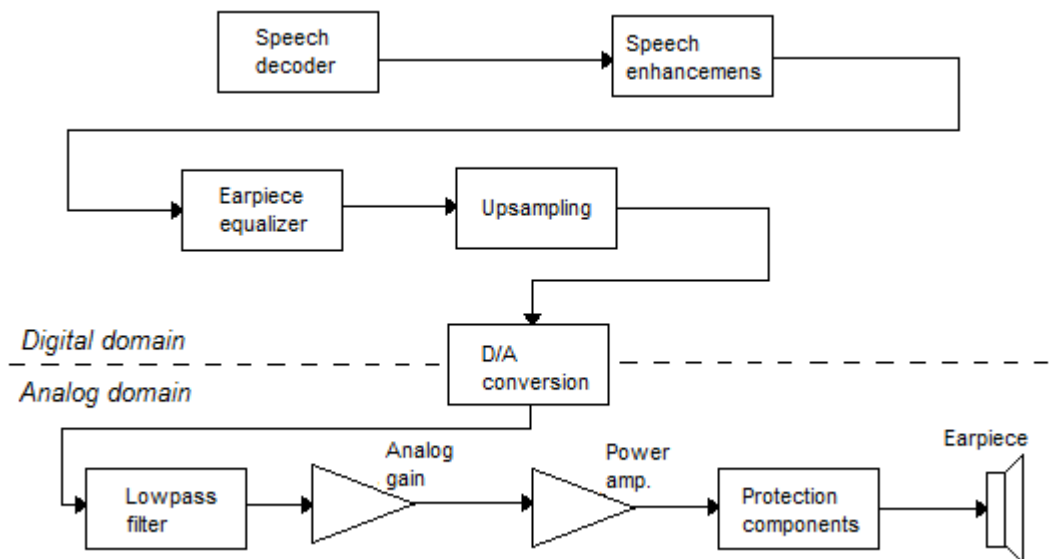 Speech
decoder
Speech
enhancemens
Earpiece
equalizer
Upsampling
Digital domain
D/A
conversion
Analog domain
Lowpass
filter
Analog
gain
Power
amp.
Protection
components
Earpiece